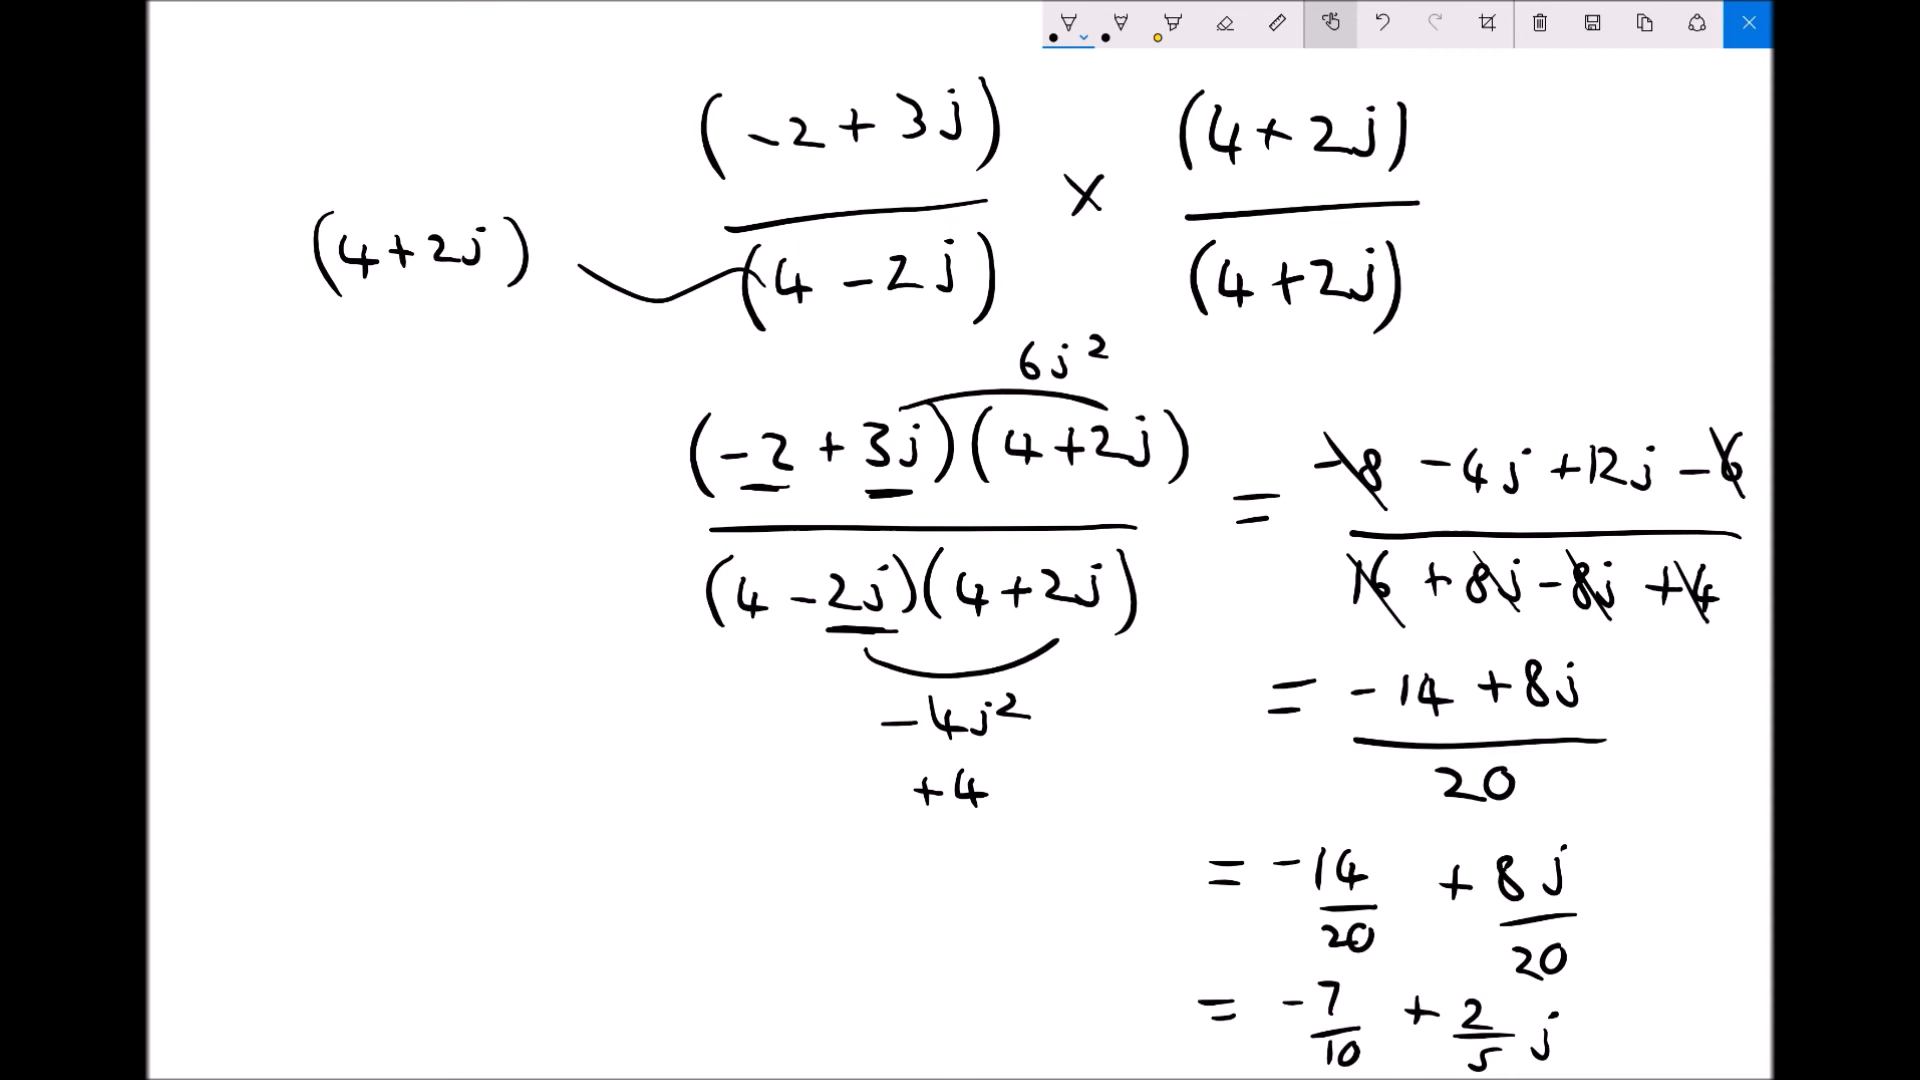 (-2 + 3j) / (4 - 2j) × (4 + 2j) / (4 + 2j)
(4 + 2j)
6j²
(-2 + 3j)(4 + 2j) / (4 - 2j)(4 + 2j) = -8 - 4j + 12j - 6 / 16 + 8j - 8j + 4
-4j²
+4
= -14 + 8j / 20
= -14/20 + 8j/20
= -7/10 + 2/5 j